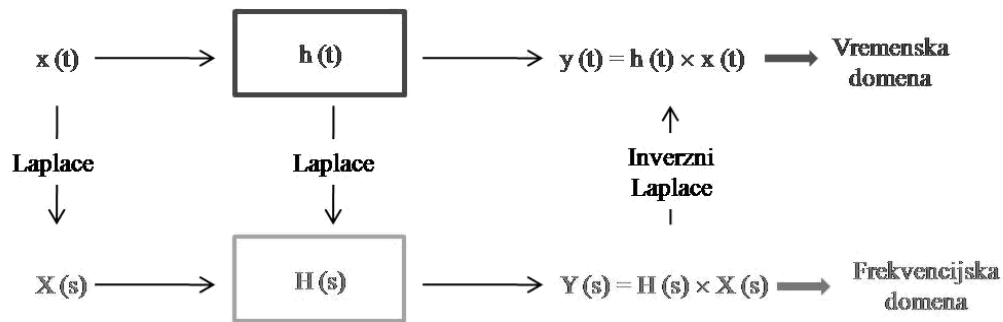 x (t)
h (t)
y (t) = h (t) × x (t)
Vremenska
domena
Laplace
Laplace
Inverzni
Laplace
X (s)
H (s)
Y (s) = H (s) × X (s)
Frekvencijska
domena